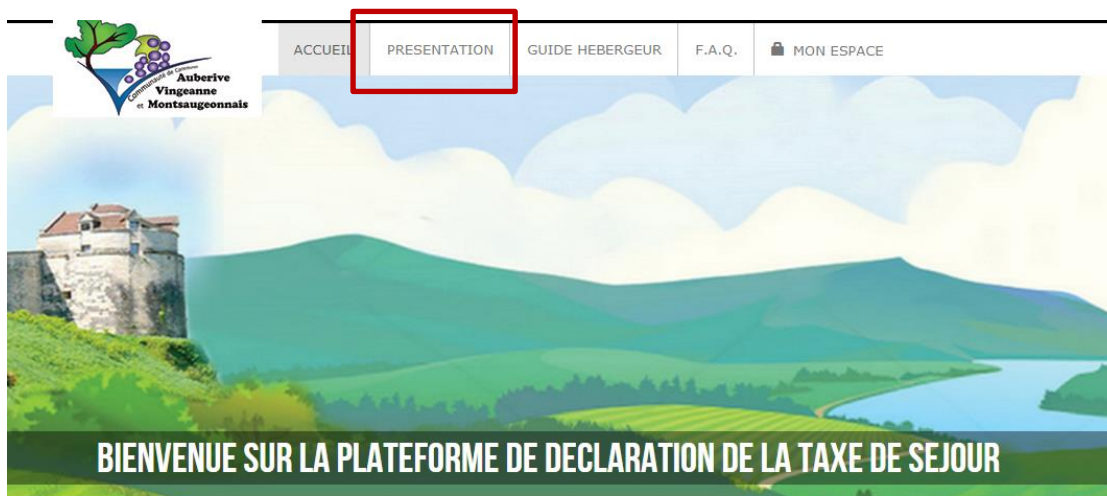 ACCUEIL PRESENTATION GUIDE HEBERGEUR F.A.Q. MON ESPACE
Communauté de Communes
Auberive
Vingeanne
et Montsaugeonnais
BIENVENUE SUR LA PLATEFORME DE DECLARATION DE LA TAXE DE SEJOUR